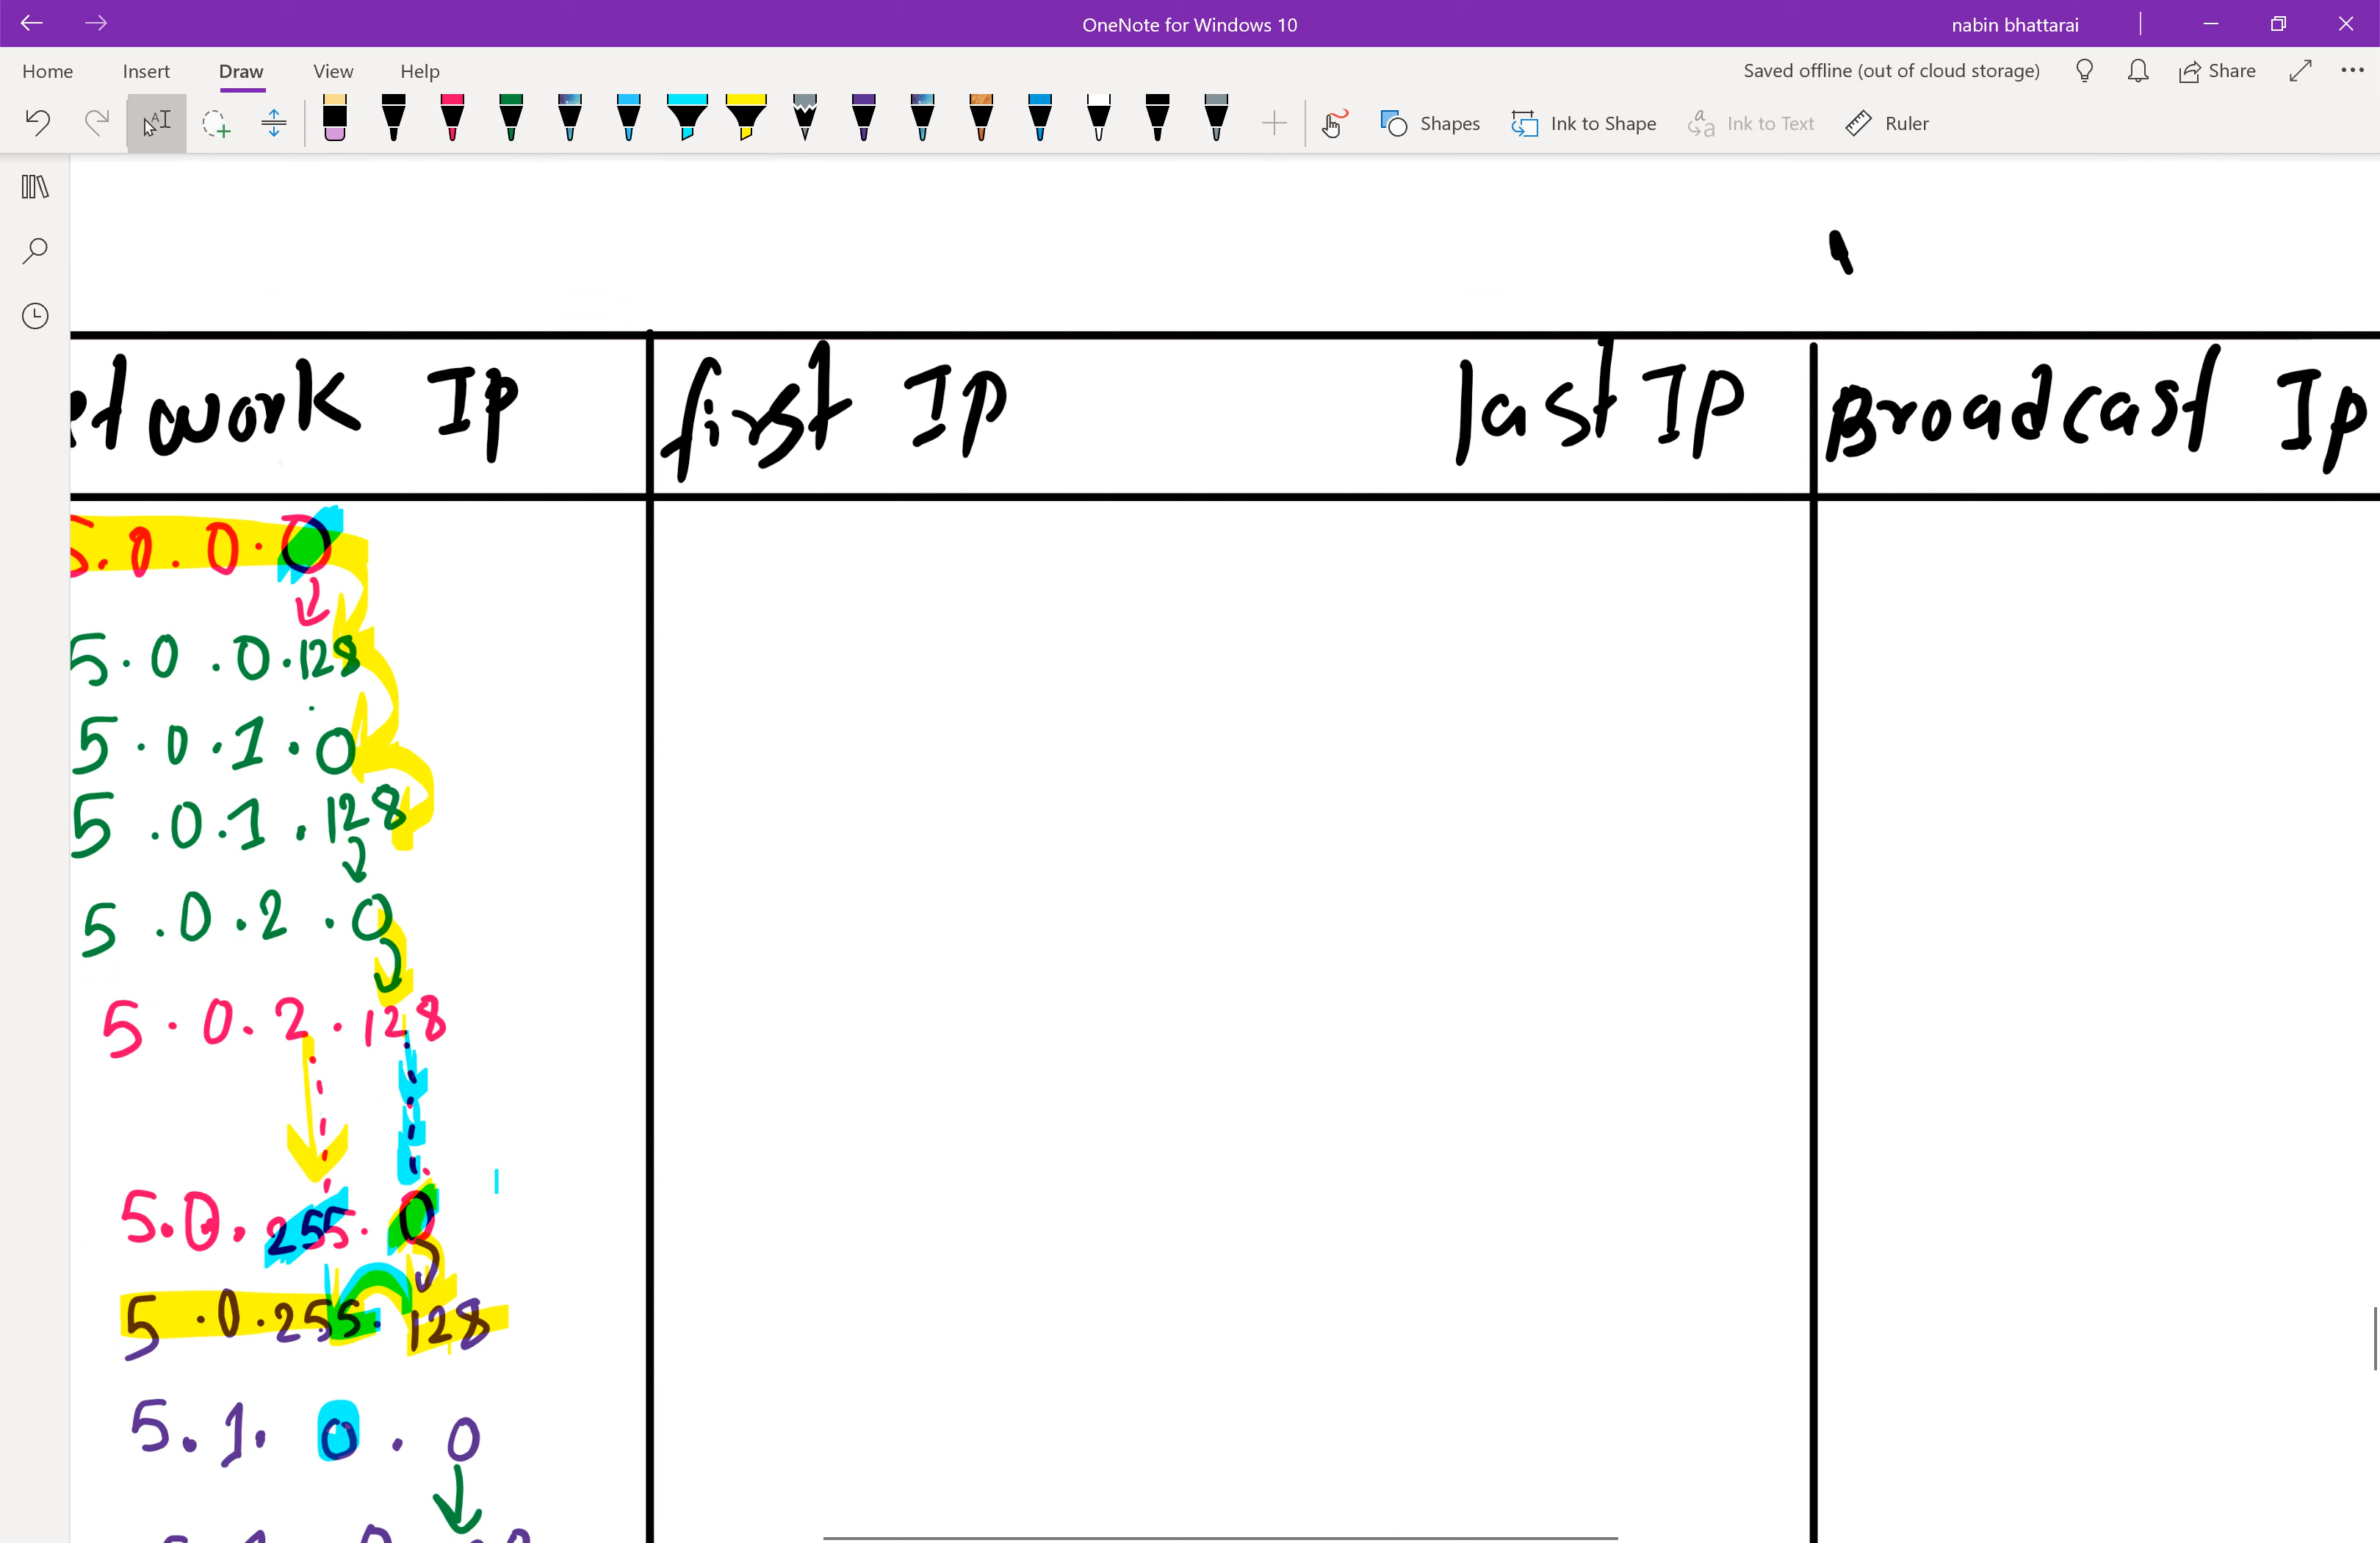 OneNote for Windows 10
nabin bhattarai
Home Insert Draw View Help
Saved offline (out of cloud storage)
Share
Shapes
Ink to Shape
Ink to Text
Ruler
etwork Ip first IP last IP Broadcast Ip
5.0.0.0
5.0.0.128
5.0.1.0
5.0.1.128
5.0.2.0
5.0.2.128
5.0.255.0
5.0.255.128
5.1.0.0